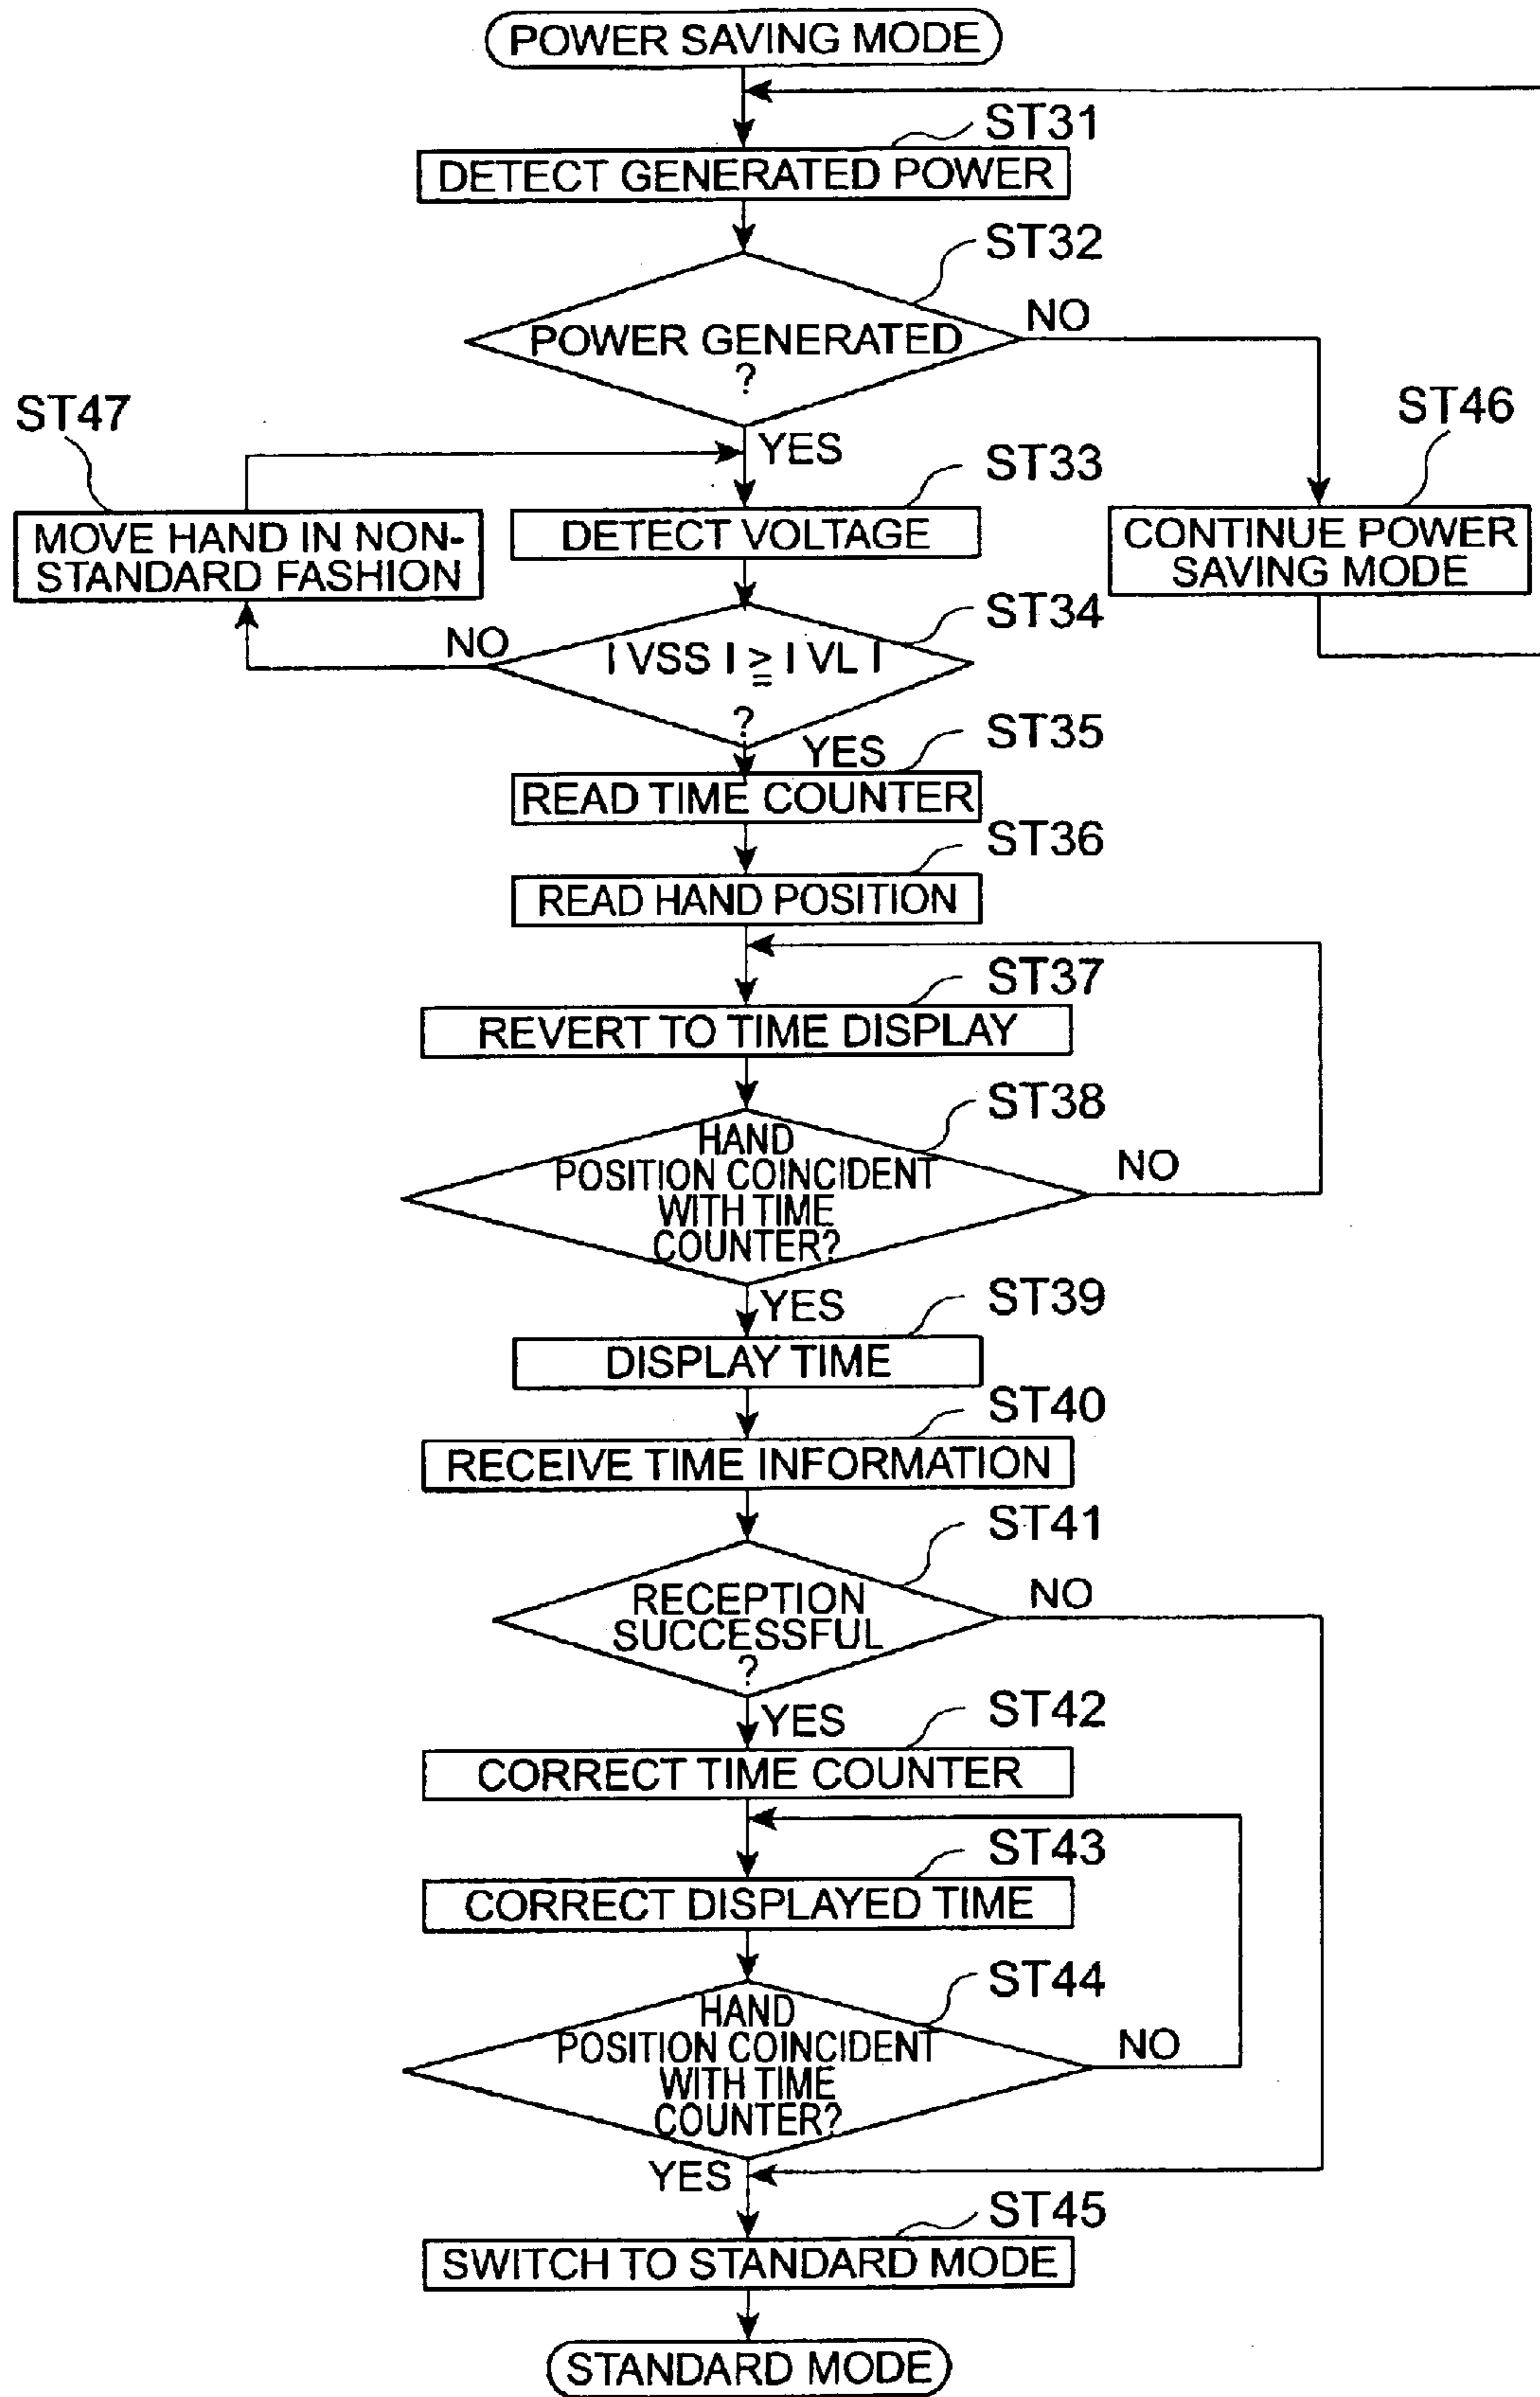 POWER SAVING MODE
ST31
DETECT GENERATED POWER
ST32
POWER GENERATED
?
NO
YES
ST47
ST46
ST33
MOVE HAND IN NON-
STANDARD FASHION
DETECT VOLTAGE
CONTINUE POWER
SAVING MODE
ST34
NO
| VSS | ≧ | VL |
?
YES
ST35
READ TIME COUNTER
ST36
READ HAND POSITION
ST37
REVERT TO TIME DISPLAY
ST38
HAND
POSITION COINCIDENT
WITH TIME
COUNTER?
NO
YES
ST39
DISPLAY TIME
ST40
RECEIVE TIME INFORMATION
ST41
RECEPTION
SUCCESSFUL
?
NO
YES
ST42
CORRECT TIME COUNTER
ST43
CORRECT DISPLAYED TIME
ST44
HAND
POSITION COINCIDENT
WITH TIME
COUNTER?
NO
YES
ST45
SWITCH TO STANDARD MODE
STANDARD MODE